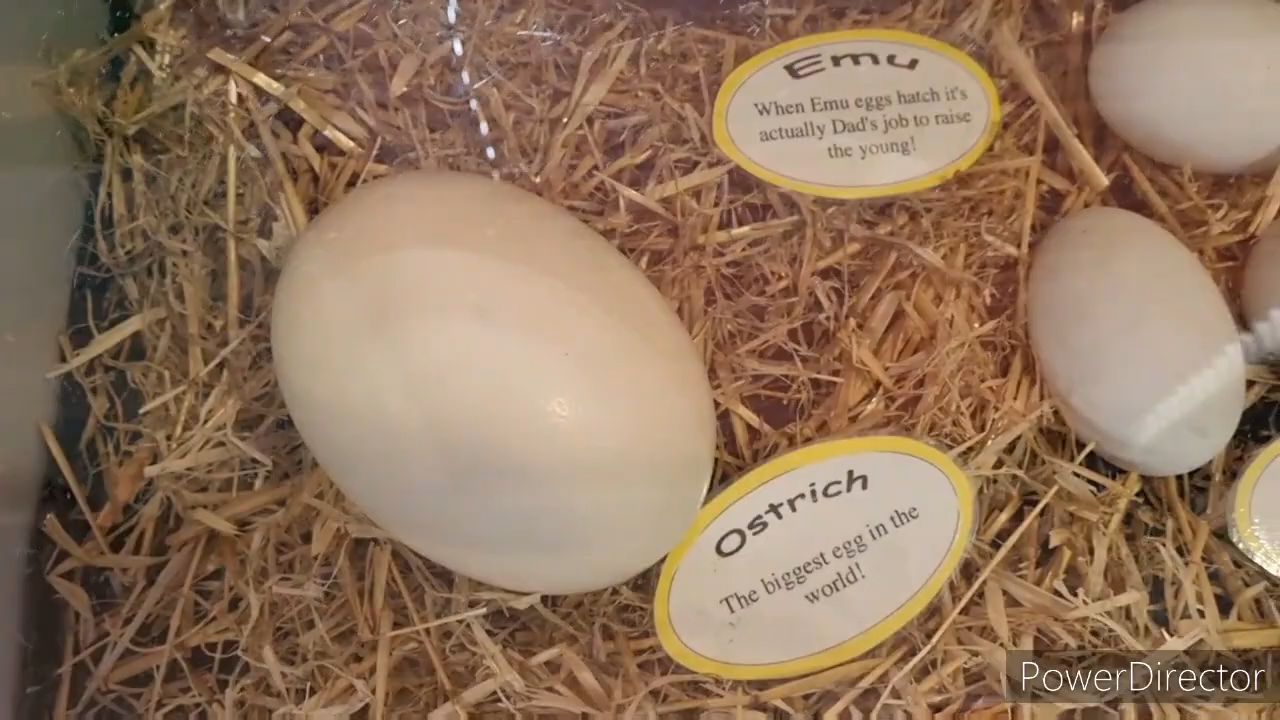 Emu
When Emu eggs hatch it's
actually Dad's job to raise
the young!
Ostrich
The biggest egg in the
world!
PowerDirector